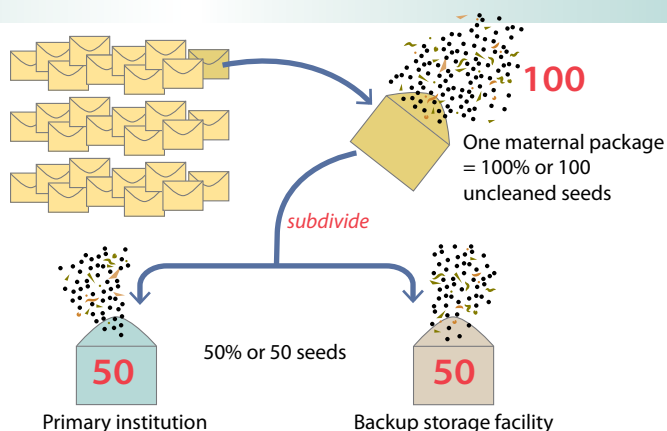 100
One maternal package
= 100% or 100
uncleaned seeds
subdivide
50
50% or 50 seeds
50
Primary institution
Backup storage facility